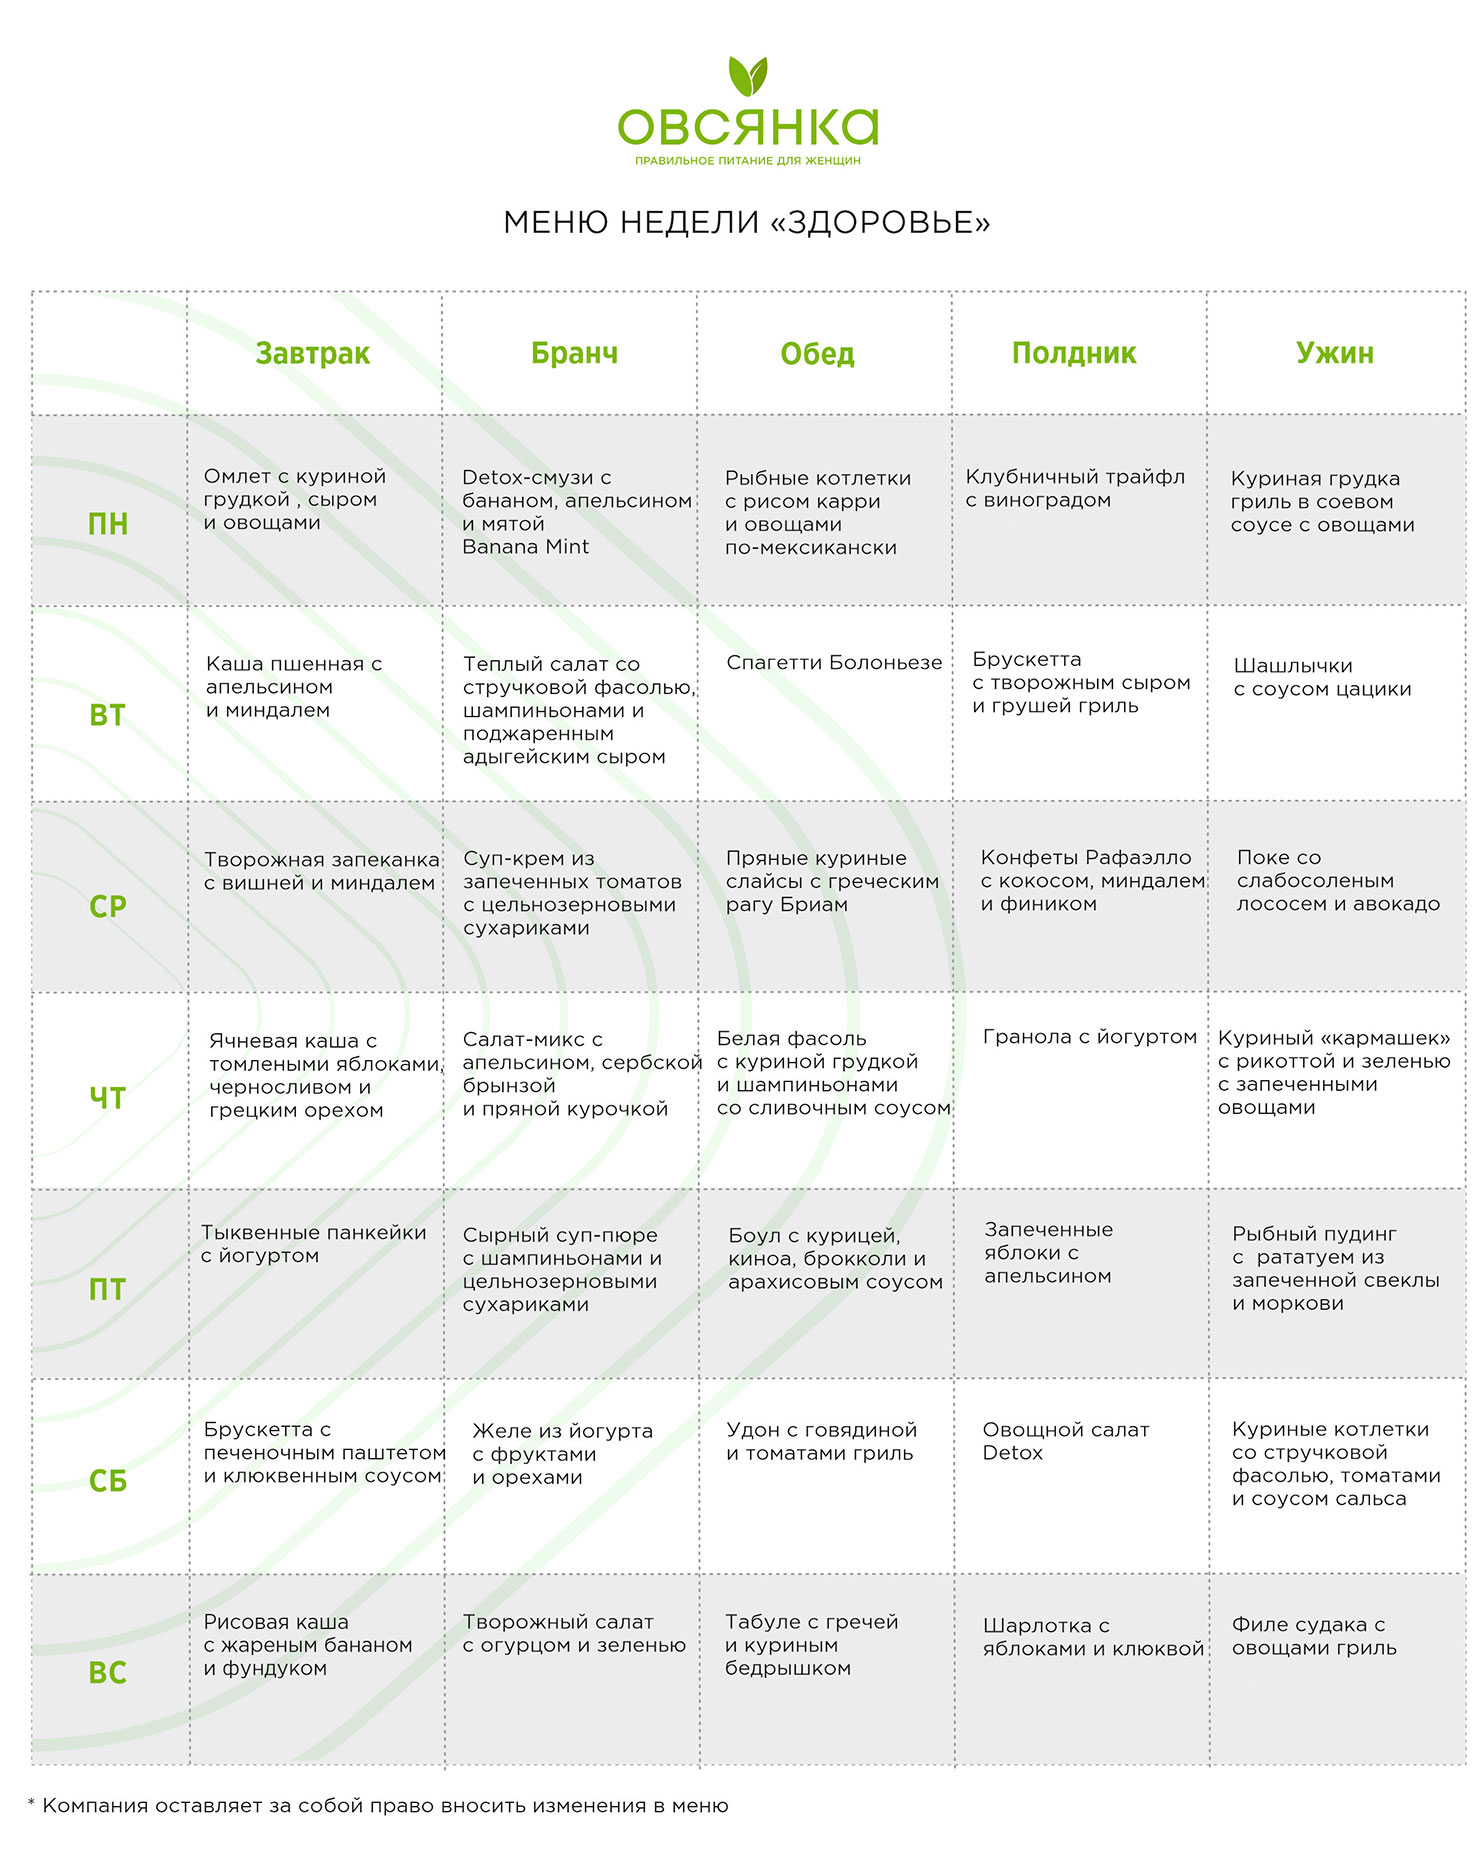 ОВСЯНКА
ПРАВИЛЬНОЕ ПИТАНИЕ ДЛЯ ЖЕНЩИН
МЕНЮ НЕДЕЛИ «ЗДОРОВЬЕ»
Завтрак
Бранч
Обед
Полдник
Ужин
ПН
Омлет с куриной
грудкой , сыром
и овощами
Detox-смузи с
бананом, апельсином
и мятой
Banana Mint
Рыбные котлетки
с рисом карри
и овощами
по-мексикански
Клубничный трайфл
с виноградом
Куриная грудка
гриль в соевом
соусе с овощами
ВТ
Каша пшенная с
апельсином
и миндалем
Теплый салат со
стручковой фасолью,
шампиньонами и
поджаренным
адыгейским сыром
Спагетти Болоньезе
Брускетта
с творожным сыром
и грушей гриль
Шашлычки
с соусом цацики
СР
Творожная запеканка
с вишней и миндалем
Суп-крем из
запеченных томатов
с цельнозерновыми
сухариками
Пряные куриные
слайсы с греческим
рагу Бриам
Конфеты Рафаэлло
с кокосом, миндалем
и фиником
Поке со
слабосоленым
лососем и авокадо
ЧТ
Ячневая каша с
томлеными яблоками,
черносливом и
грецким орехом
Салат-микс с
апельсином, сербской
брынзой
и пряной курочкой
Белая фасоль
с куриной грудкой
и шампиньонами
со сливочным соусом
Гранола с йогуртом
Куриный «кармашек»
с рикоттой и зеленью
с запеченными
овощами
ПТ
Тыквенные панкейки
с йогуртом
Сырный суп-пюре
с шампиньонами и
цельнозерновыми
сухариками
Боул с курицей,
киноа, брокколи и
арахисовым соусом
Запеченные
яблоки с
апельсином
Рыбный пудинг
с рататуем из
запеченной свеклы
и моркови
СБ
Брускетта с
печеночным паштетом
и клюквенным соусом
Желе из йогурта
с фруктами
и орехами
Удон с говядиной
и томатами гриль
Овощной салат
Detox
Куриные котлетки
со стручковой
фасолью, томатами
и соусом сальса
ВС
Рисовая каша
с жареным бананом
и фундуком
Творожный салат
с огурцом и зеленью
Табуле с гречей
и куриным
бедрышком
Шарлотка с
яблоками и клюквой
Филе судака с
овощами гриль
* Компания оставляет за собой право вносить изменения в меню